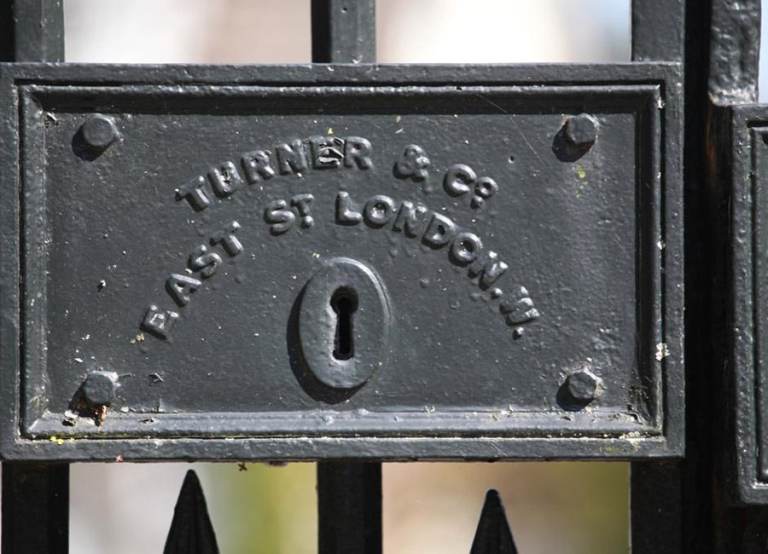 TURNER & Co.
EAST ST. LONDON. W.